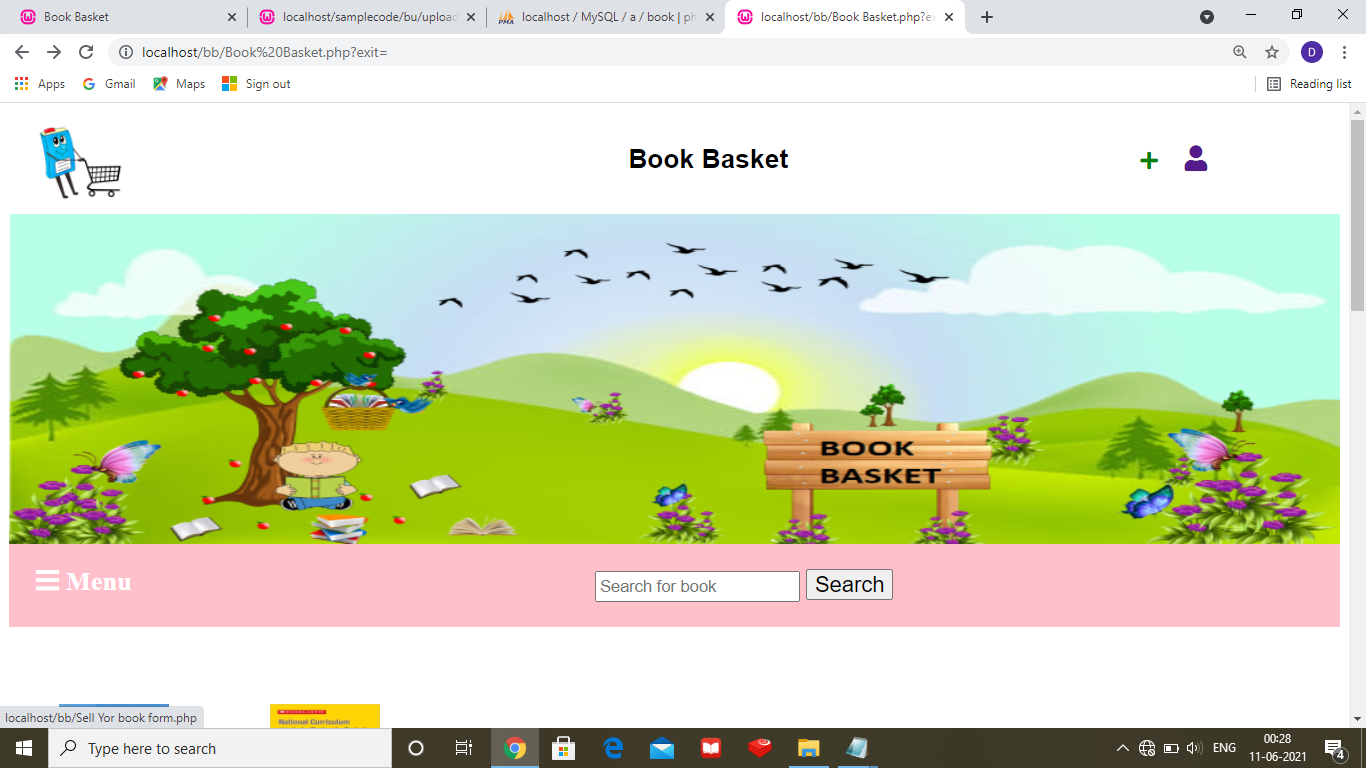 Book Basket
localhost/samplecode/bu/upload
localhost / MySQL / a / book | ph
localhost/bb/Book Basket.php?e
localhost/bb/Book%20Basket.php?exit=
D
Apps
Gmail
Maps
Sign out
Reading list
Book Basket
BOOK
BASKET
Menu
Search for book
Search
National Curriculum
localhost/bb/Sell Yor book form.php
Type here to search
ENG
00:28
11-06-2021
4